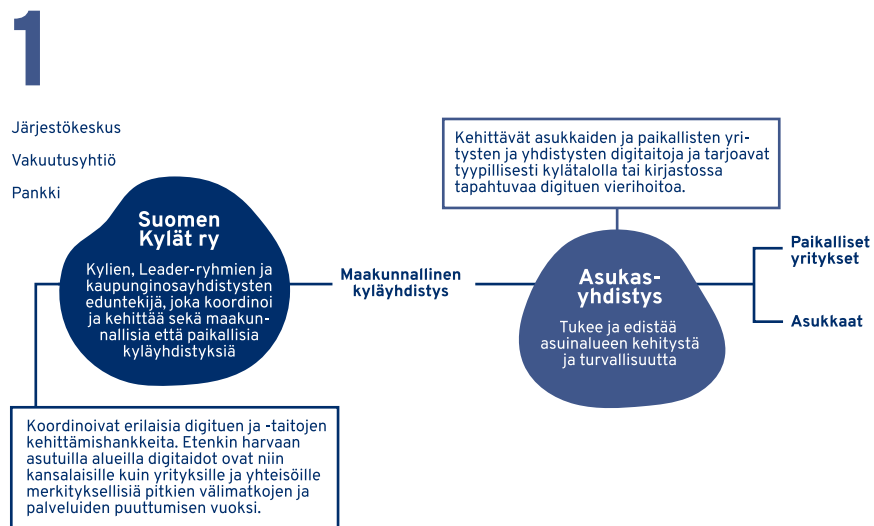 1
Järjestökeskus
Vakuutusyhtiö
Pankki
Suomen
Kylät ry
Kylien, Leader-ryhmien ja
kaupunginosayhdistysten
eduntekijä, joka koordinoi
ja kehittää sekä maakun-
nallisia että paikallisia
kyläyhdistyksiä
Koordinoivat erilaisia digituen ja -taitojen
kehittämishankkeita. Etenkin harvaan
asutuilla alueilla digitaidot ovat niin
kansalaisille kuin yrityksille ja yhteisöille
merkityksellisiä pitkien välimatkojen ja
palveluiden puuttumisen vuoksi.
Maakunnallinen
kyläyhdistys
Kehittävät asukkaiden ja paikallisten yri-
tysten ja yhdistysten digitaitoja ja tarjoavat
tyypillisesti kylätalolla tai kirjastossa
tapahtuvaa digituen vierihoitoa.
Asukas-
yhdistys
Tukee ja edistää
asuinalueen kehitystä
ja turvallisuutta
Paikalliset
yritykset
Asukkaat